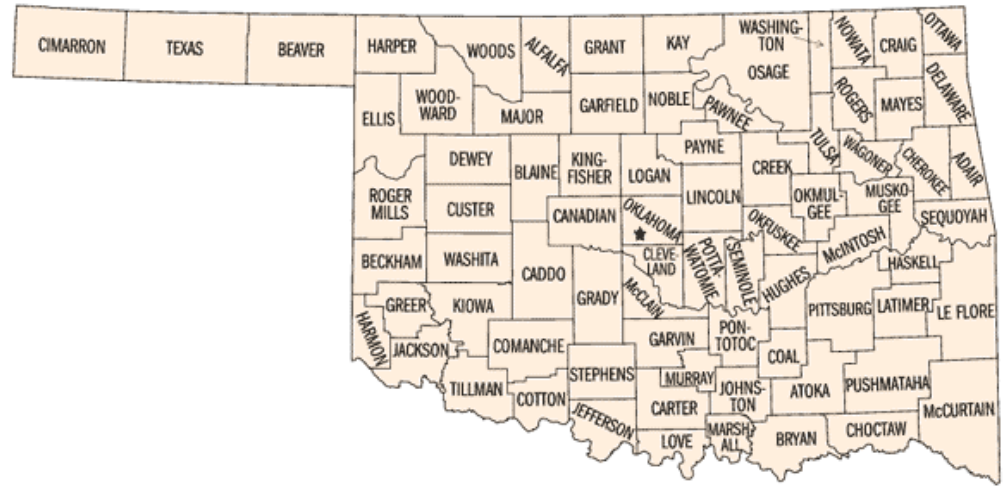 CIMARRON
TEXAS
BEAVER
HARPER
WOODS
ALFALFA
GRANT
KAY
WASHING-
TON
OSAGE
NOWATA
CRAIG
OTTAWA
ELLIS
WOOD-
WARD
MAJOR
GARFIELD
NOBLE
PAWNEE
ROGERS
MAYES
DELAWARE
DEWEY
BLAINE
KING-
FISHER
LOGAN
PAYNE
CREEK
TULSA
WAGONER
CHEROKEE
ADAIR
ROGER
MILLS
CUSTER
CANADIAN
OKLAHOMA
LINCOLN
OKFUSKEE
OKMUL-
GEE
MUSKO-
GEE
SEQUOYAH
BECKHAM
WASHITA
CADDO
GRADY
CLEVE-
LAND
McCLAIN
POTTA-
WATOMIE
SEMINOLE
HUGHES
McINTOSH
HASKELL
GREER
KIOWA
HARMON
JACKSON
COMANCHE
GARVIN
PON-
TOTOC
PITTSBURG
LATIMER
LE FLORE
COAL
TILLMAN
COTTON
STEPHENS
MURRAY
JOHNS-
TON
ATOKA
PUSHMATAHA
McCURTAIN
JEFFERSON
CARTER
LOVE
MARSH-
ALL
BRYAN
CHOCTAW